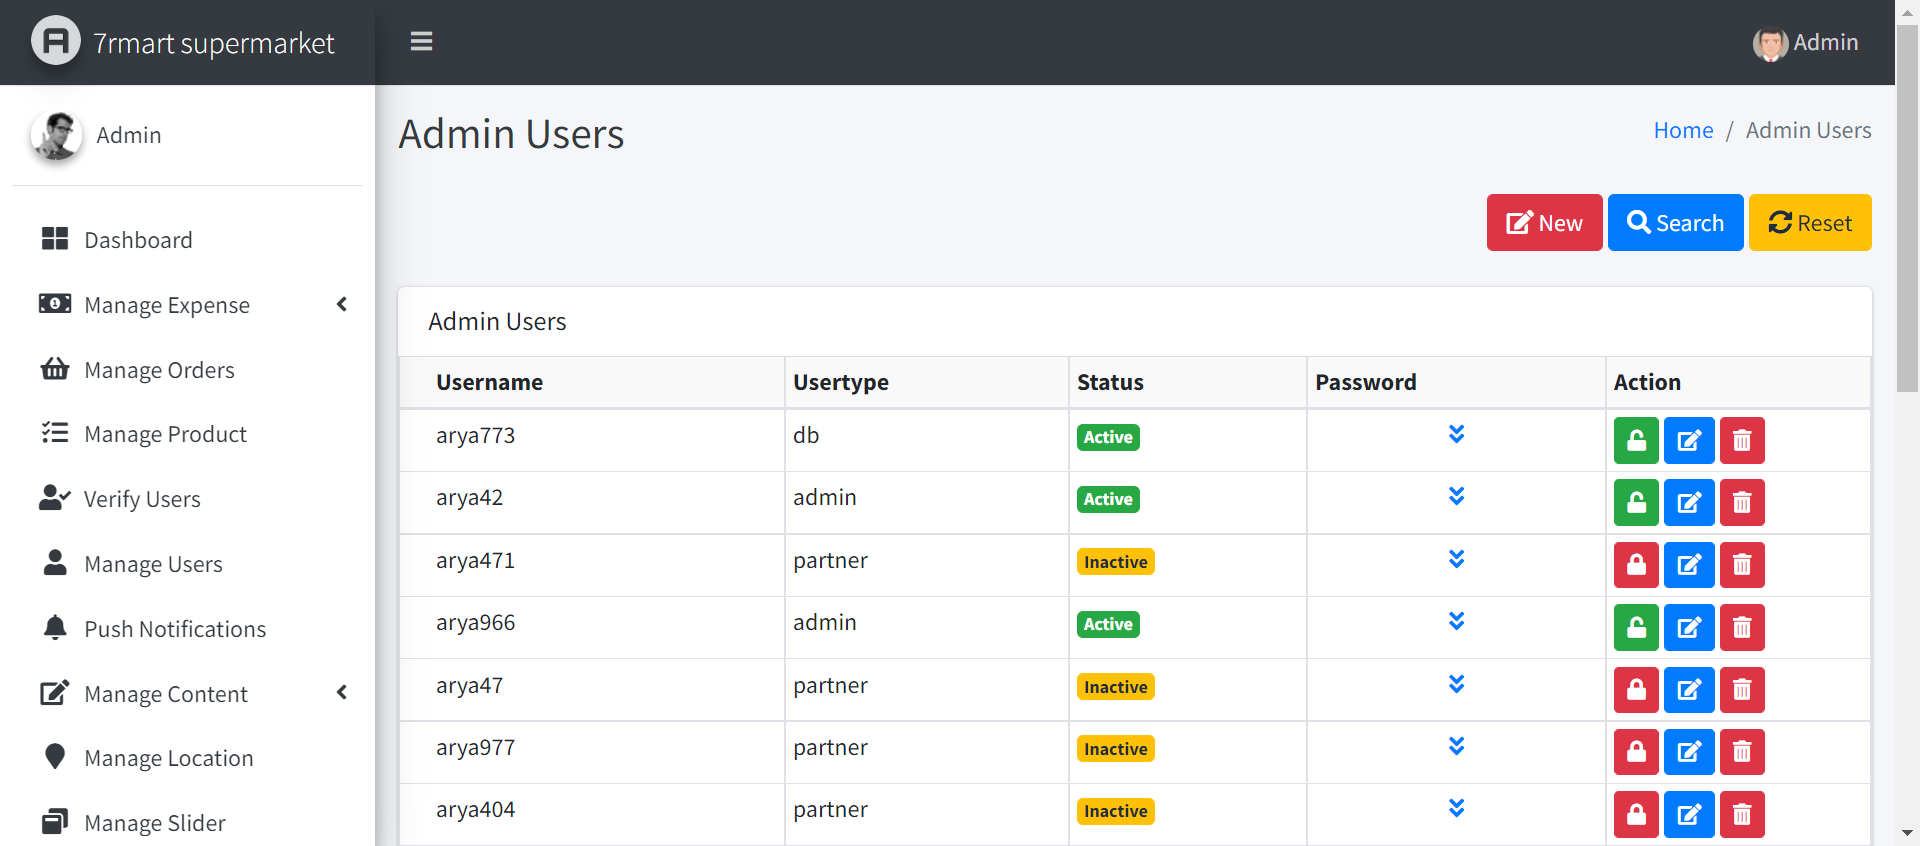 7rmart supermarket
Admin
Admin
Dashboard
Manage Expense
Manage Orders
Manage Product
Verify Users
Manage Users
Push Notifications
Manage Content
Manage Location
Manage Slider
Admin Users
Home / Admin Users
New Search Reset
Admin Users
Username Usertype Status Password Action
arya773 db Active
arya42 admin Active
arya471 partner Inactive
arya966 admin Active
arya47 partner Inactive
arya977 partner Inactive
arya404 partner Inactive